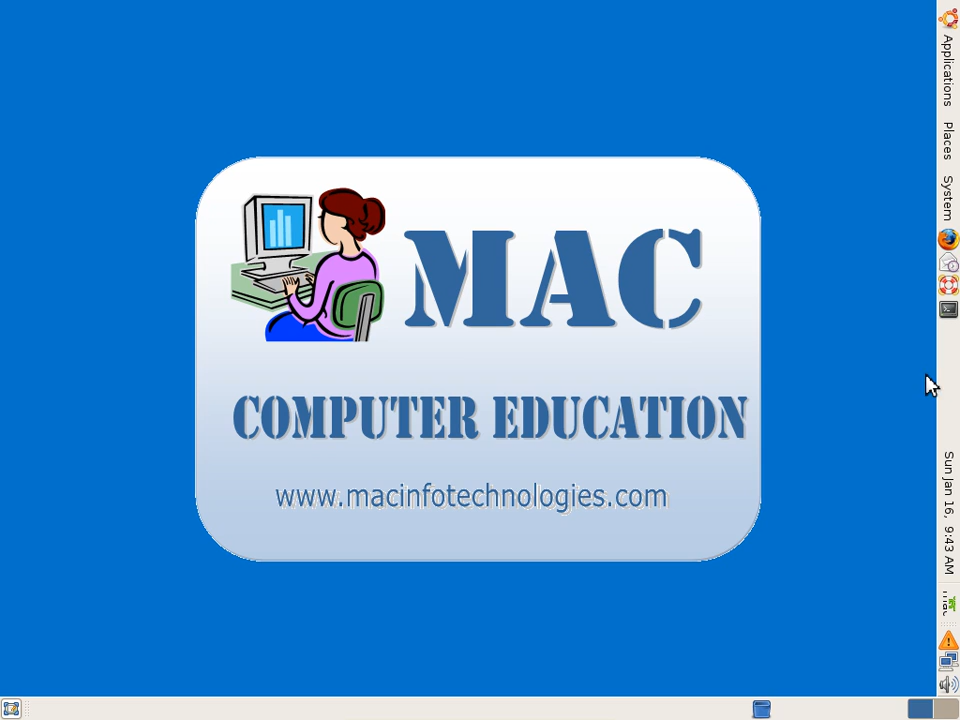 MAC
COMPUTER EDUCATION
www.macinfotechnologies.com
Applications Places System
Sun Jan 16, 9:43 AM